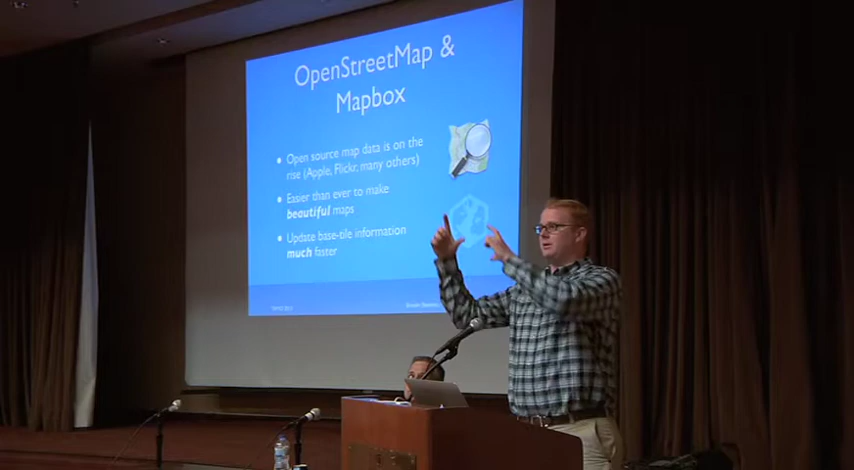 OpenStreetMap &
Mapbox
• Open source map data is on the
rise (Apple, Flickr, many others)
• Easier than ever to make
beautiful maps
• Update base-tile information
much faster